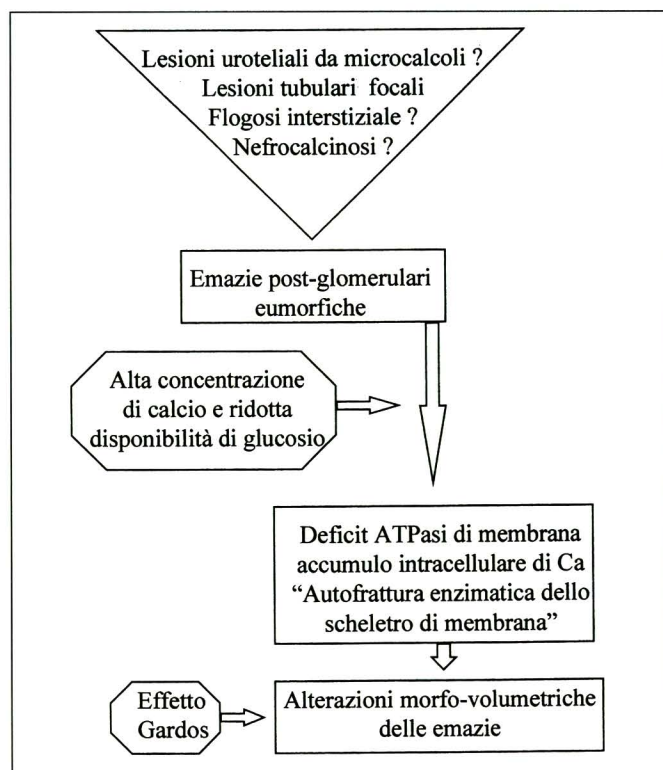 Lesioni uroteliali da microcalcoli ?
Lesioni tubulari focali
Flogosi interstiziale ?
Nefrocalcinosi ?
Emazie post-glomerulari
eumorfiche
Alta concentrazione
di calcio e ridotta
disponibilità di glucosio
Deficit ATPasi di membrana
accumulo intracellulare di Ca
“Autofrattura enzimatica dello
scheletro di membrana”
Effetto
Gardos
Alterazioni morfo-volumetriche
delle emazie